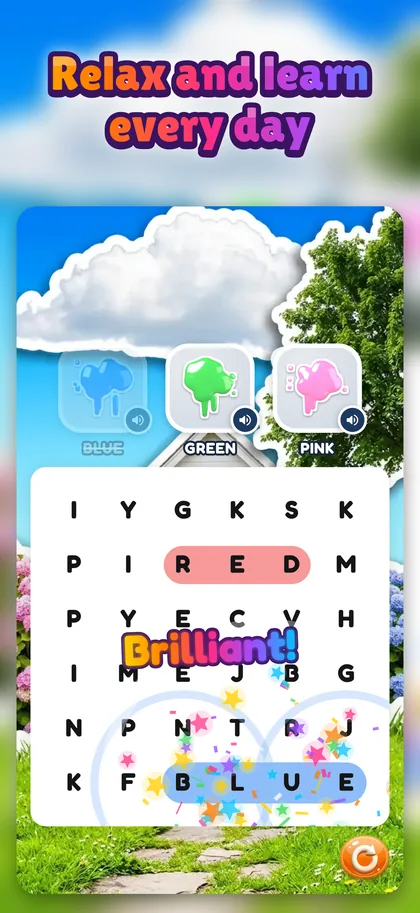 Relax and learn
every day
BLUE GREEN PINK
I Y G K S K
P I R E D M
P Y E C V H
Brilliant!
I M E J B G
N P N T R J
K F B L U E